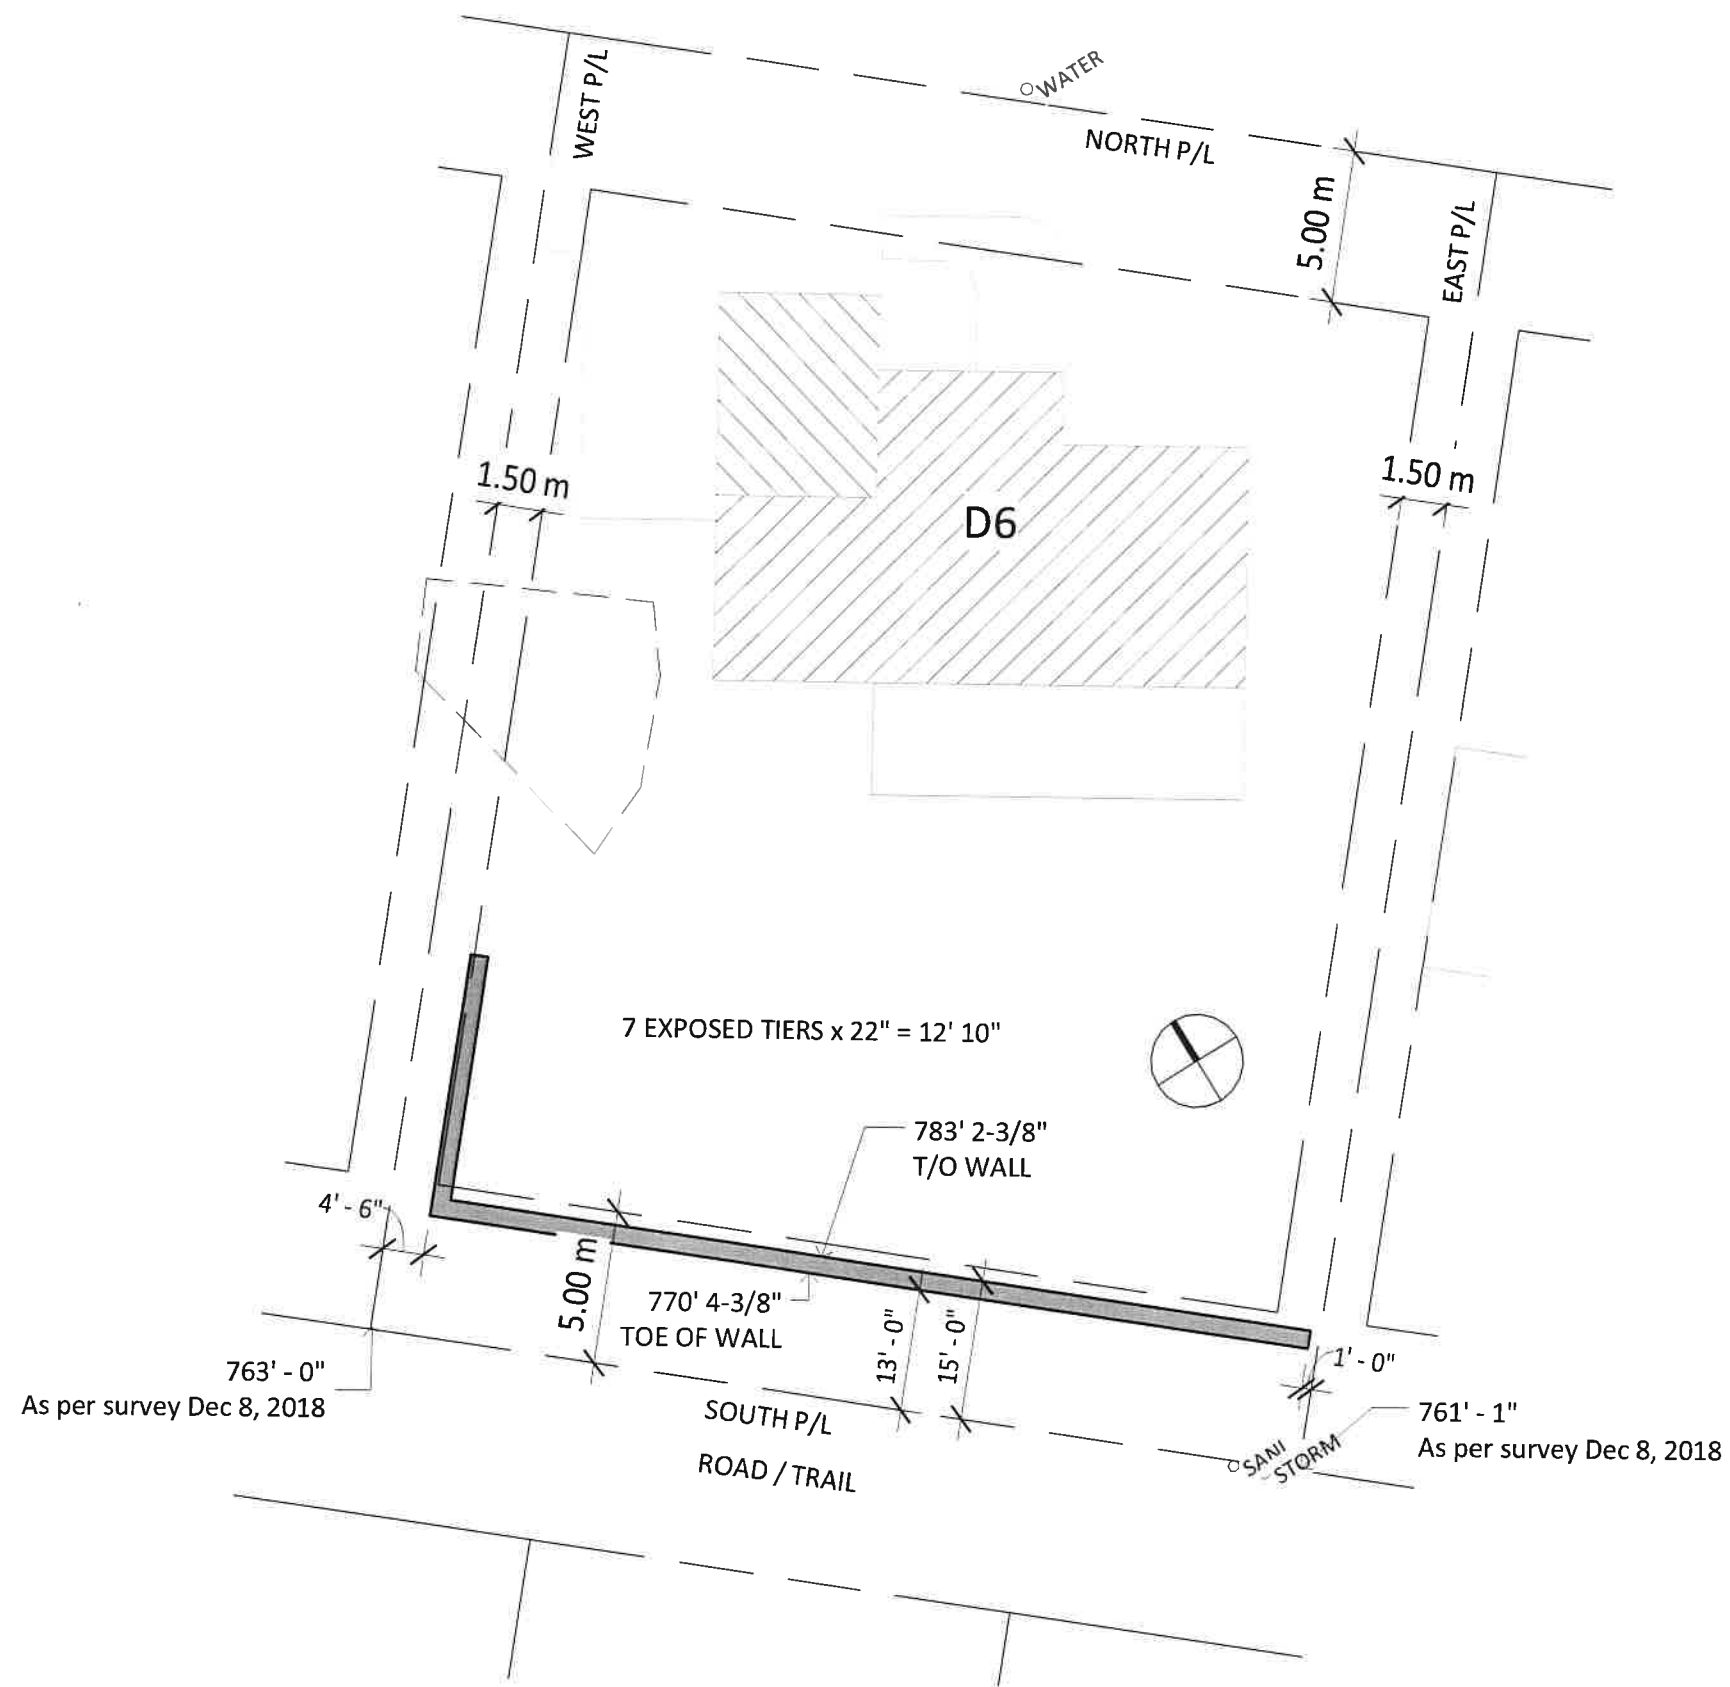 WATER
WEST P/L
NORTH P/L
5.00 m
EAST P/L
1.50 m
1.50 m
D6
7 EXPOSED TIERS x 22" = 12' 10"
783' 2-3/8"
T/O WALL
4' - 6"
5.00 m
770' 4-3/8"
TOE OF WALL
13' - 0"
15' - 0"
1' - 0"
763' - 0"
As per survey Dec 8, 2018
SOUTH P/L
761' - 1"
As per survey Dec 8, 2018
SANI
STORM
ROAD / TRAIL